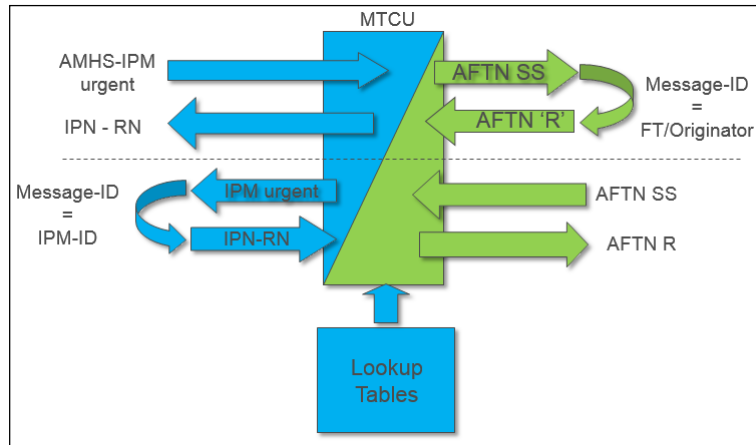 MTCU
AMHS-IPM
urgent
AFTN SS
Message-ID
=
FT/Originator
IPN - RN
AFTN ‘R’
Message-ID
=
IPM-ID
IPM urgent
AFTN SS
IPN-RN
AFTN R
Lookup
Tables